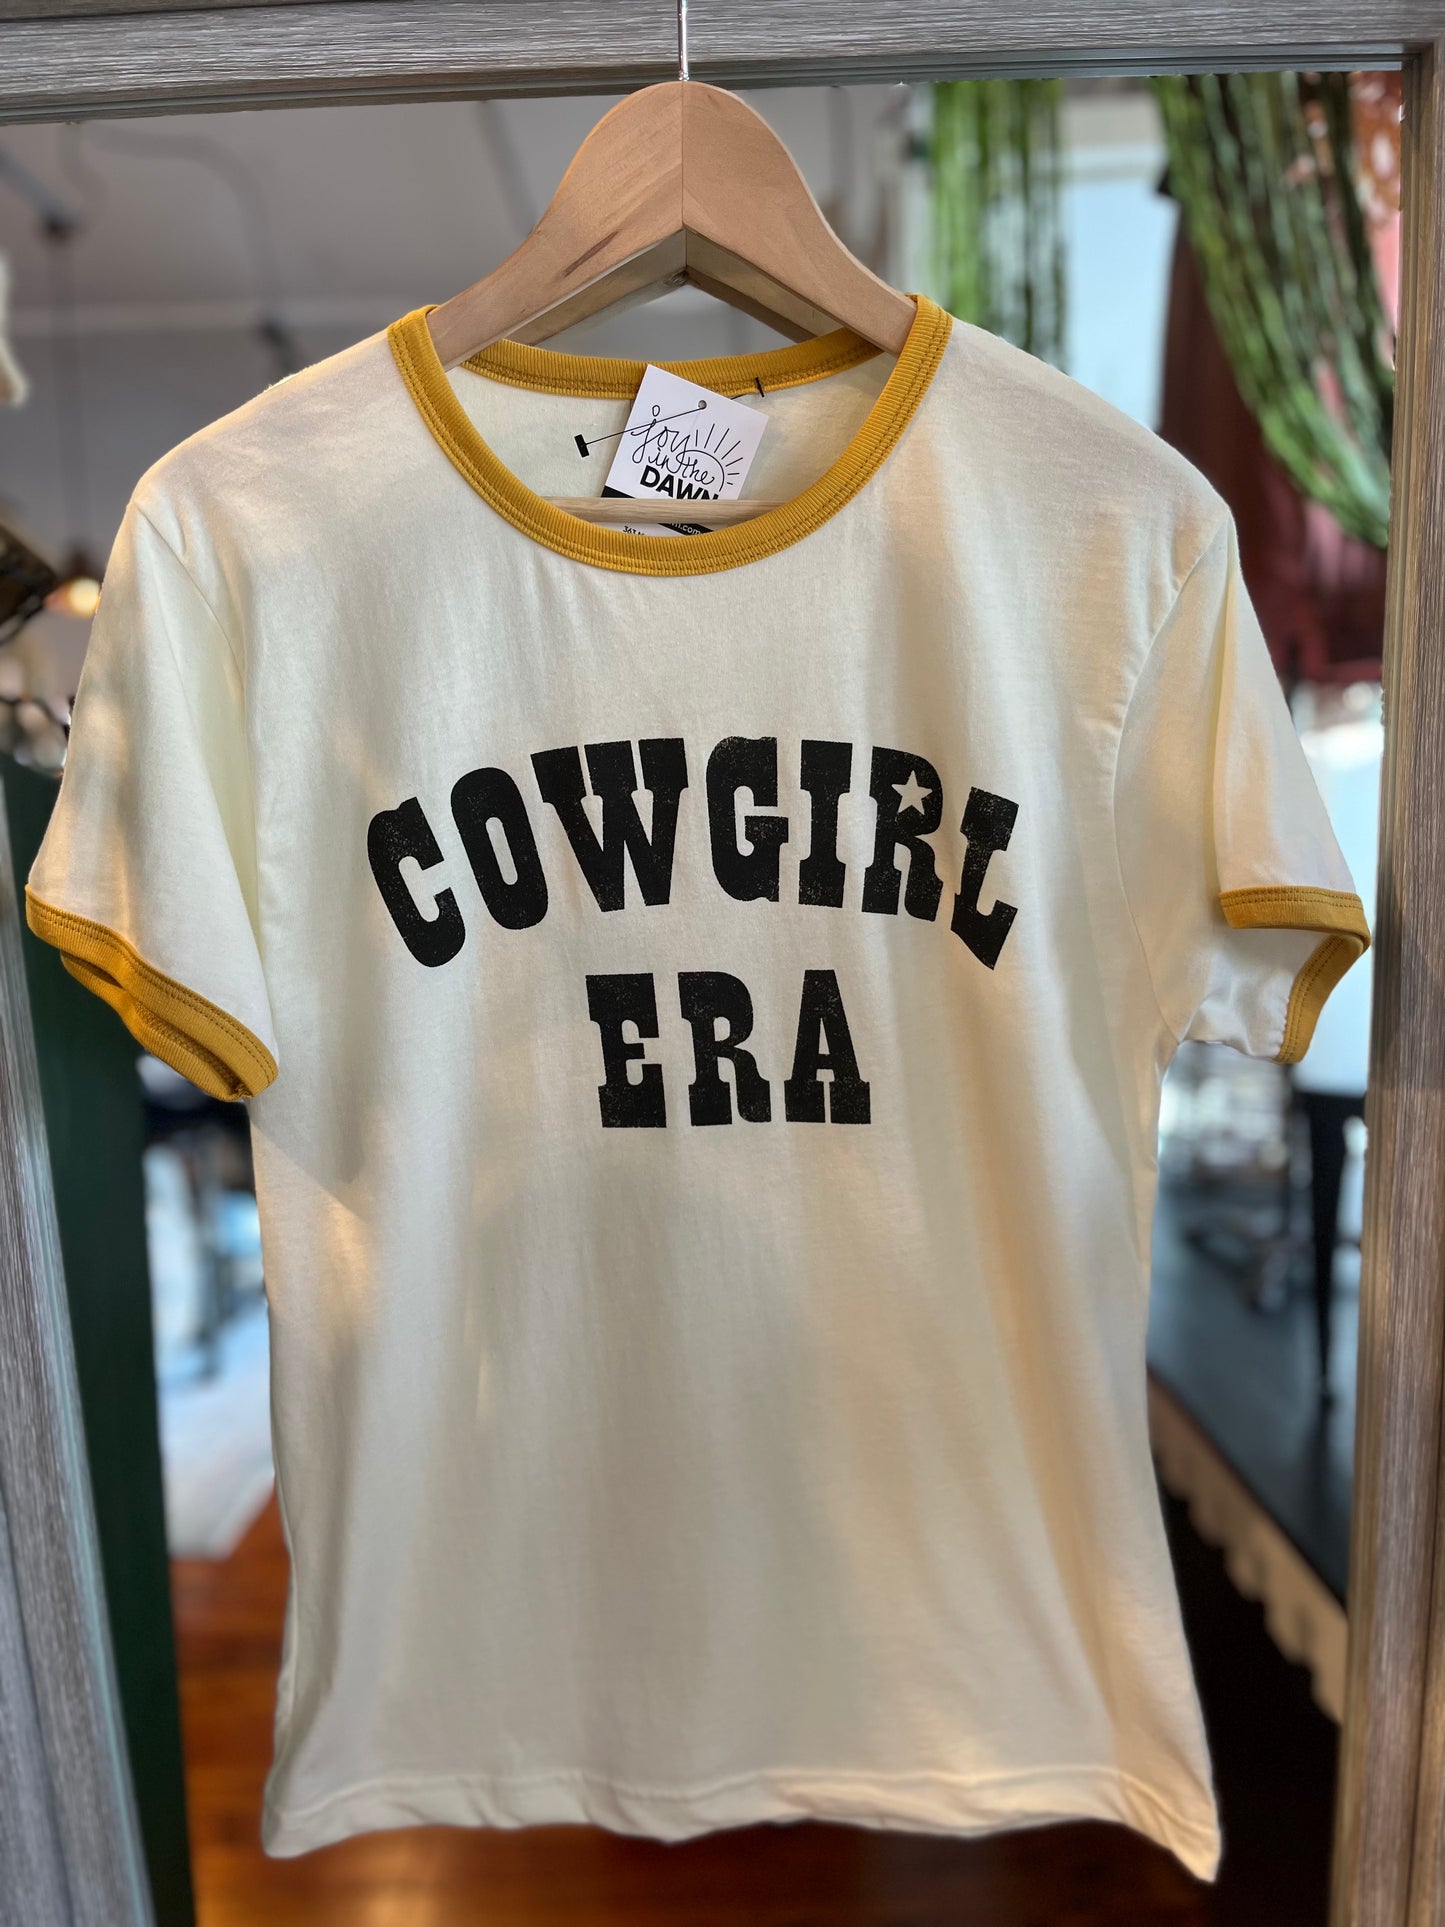 joy
in the
DAWN
COWGIRL
ERA